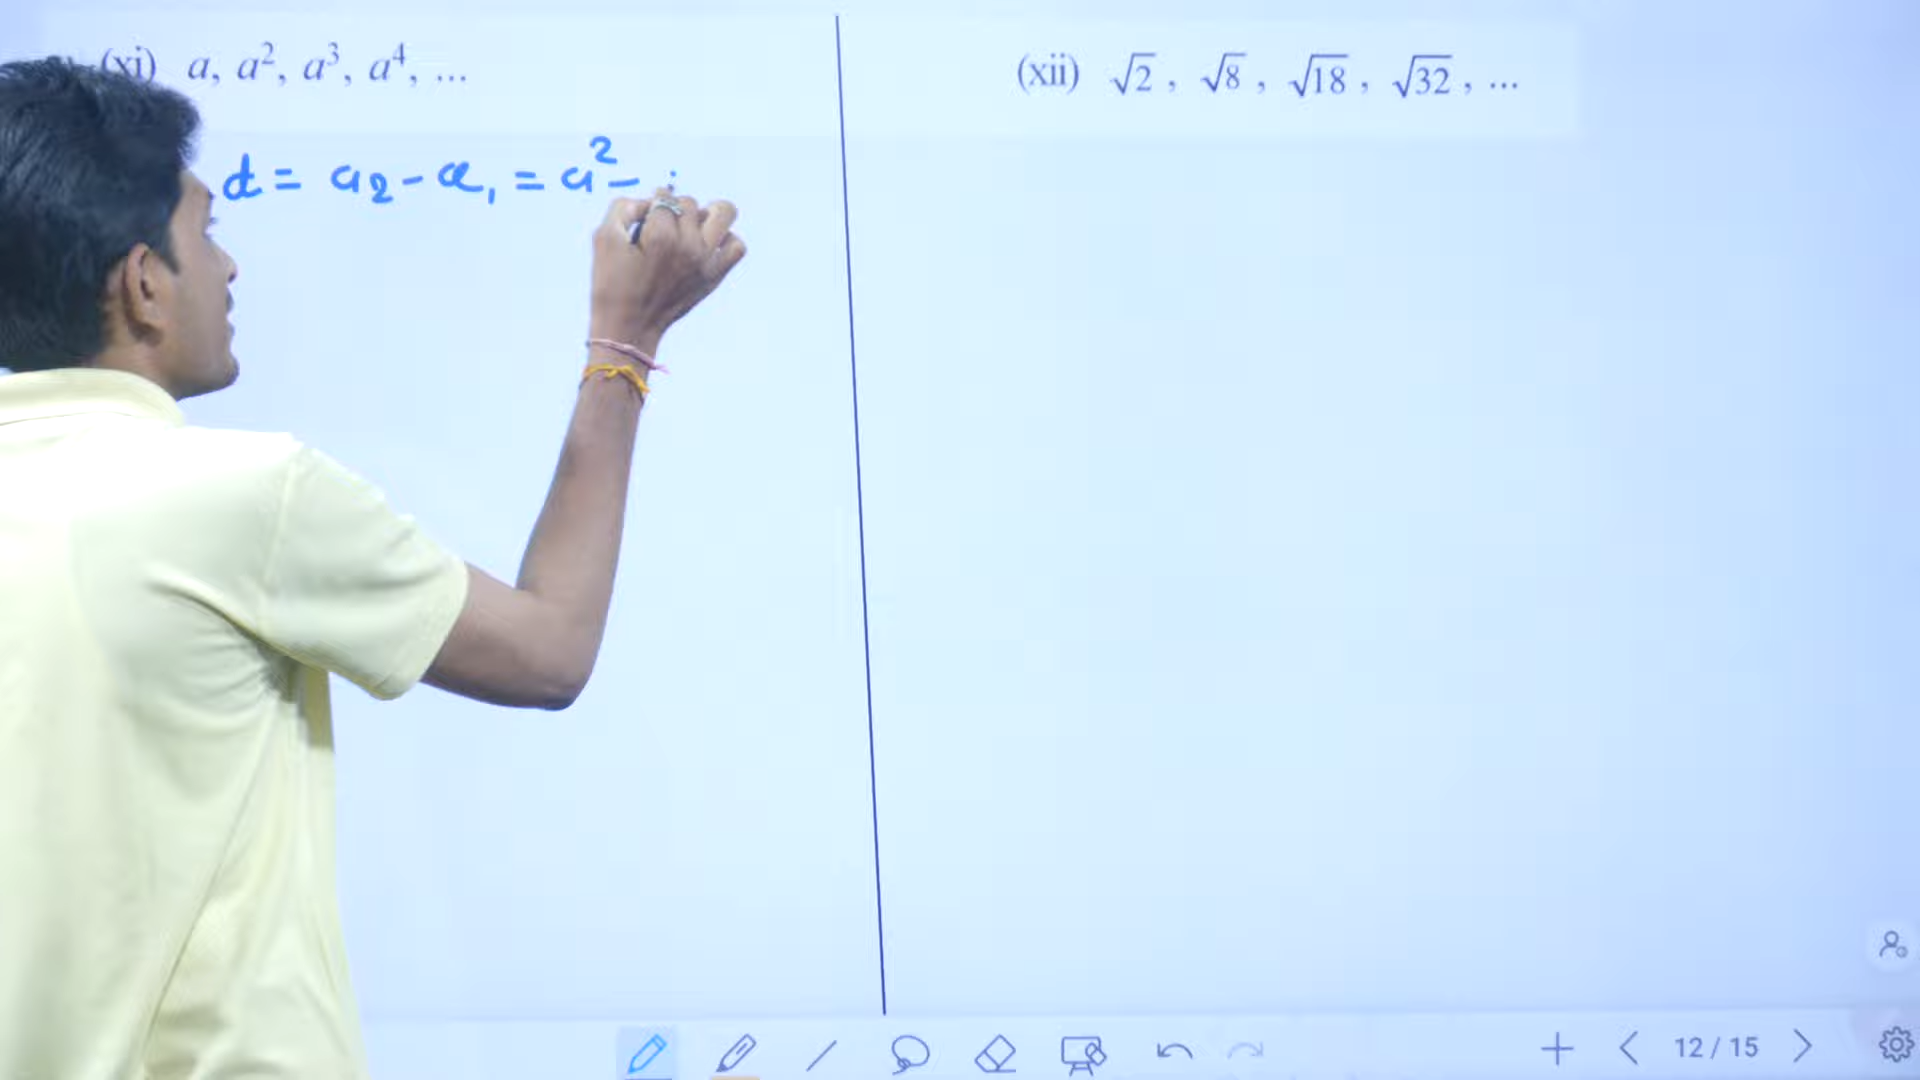 (xi) a, a², a³, a⁴, ...
d = a₂ - a₁ = a² -
(xii) √2 , √8 , √18 , √32 , ...
12 / 15